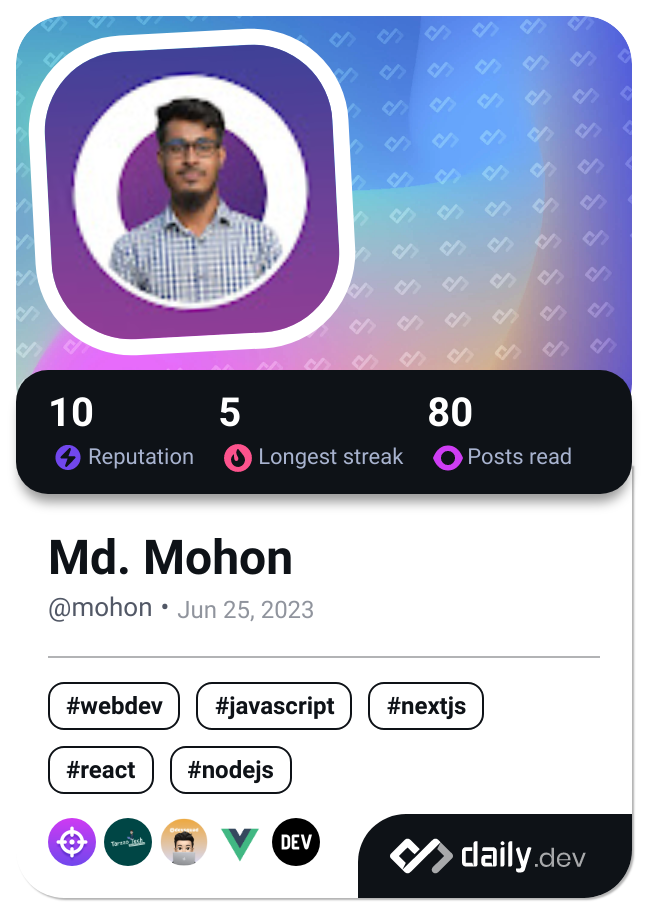 10 5 80
Reputation Longest streak Posts read
Md. Mohon
@mohon • Jun 25, 2023
#webdev #javascript #nextjs
#react #nodejs
DEV
daily.dev